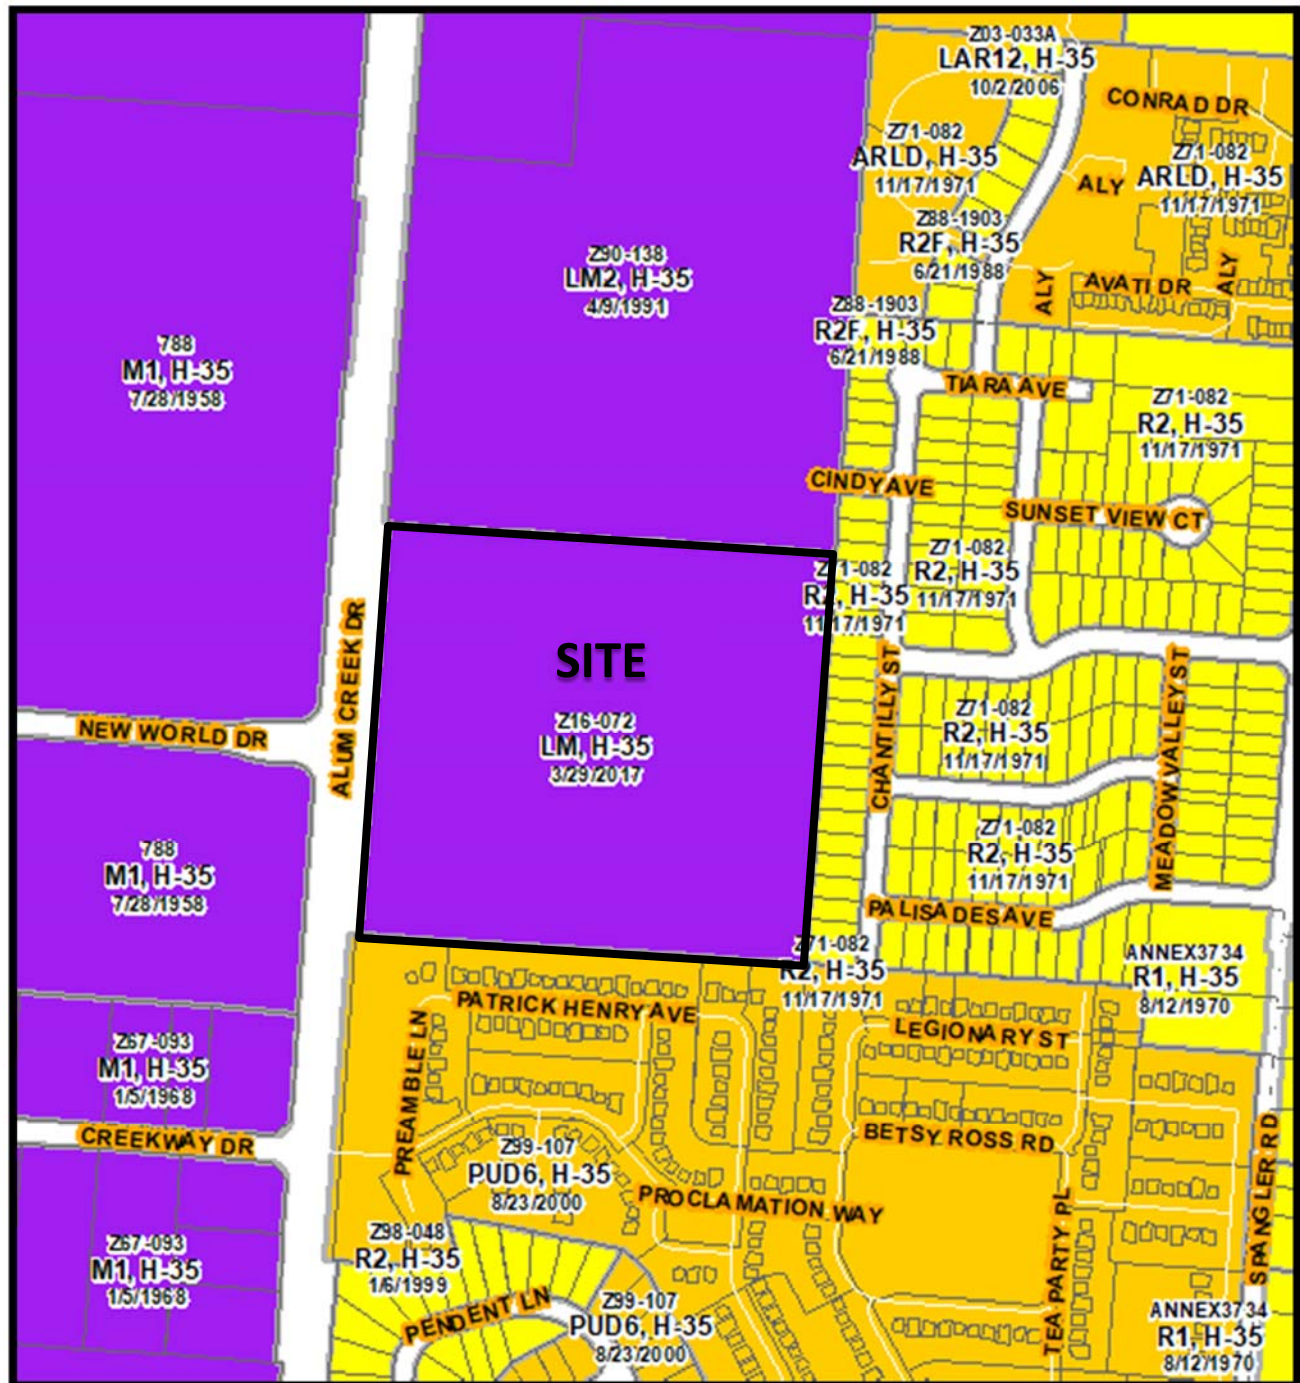 Z03-033A
LAR12, H-35
10/2/2006
CONRAD DR
Z71-082
ARLD, H-35
11/17/1971
Z71-082
ARLD, H-35
11/17/1971
ALY
Z88-1903
R2F, H-35
6/21/1988
ALY
ALY
AVATI DR
Z90-138
LM2, H-35
4/9/1991
Z88-1903
R2F, H-35
6/21/1988
788
M1, H-35
7/28/1958
TIARA AVE
Z71-082
R2, H-35
11/17/1971
CINDY AVE
SUNSET VIEW CT
Z71-082
R2, H-35
11/17/1971
Z71-082
R2, H-35
11/17/1971
SITE
Z16-072
LM, H-35
3/29/2017
ALUM CREEK DR
NEW WORLD DR
CHANTILLY ST
MEADOW VALLEY ST
Z71-082
R2, H-35
11/17/1971
Z71-082
R2, H-35
11/17/1971
788
M1, H-35
7/28/1958
PALISADES AVE
Z71-082
R2, H-35
11/17/1971
ANNEX3734
R1, H-35
8/12/1970
PATRICK HENRY AVE
LEGIONARY ST
PREAMBLE LN
Z67-093
M1, H-35
1/5/1968
CREEKWAY DR
BETSY ROSS RD
Z99-107
PUD6, H-35
8/23/2000
PROCLAMATION WAY
TEA PARTY PL
SPANGLER RD
Z67-093
M1, H-35
1/5/1968
Z98-048
R2, H-35
1/6/1999
PENDENT LN
Z99-107
PUD6, H-35
8/23/2000
ANNEX3734
R1, H-35
8/12/1970